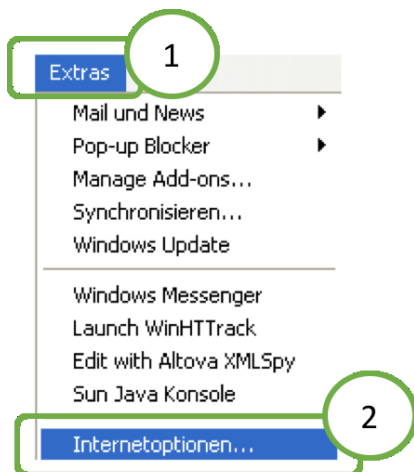 1
Extras
Mail und News
Pop-up Blocker
Manage Add-ons...
Synchronisieren...
Windows Update
Windows Messenger
Launch WinHTTrack
Edit with Altova XMLSpy
Sun Java Konsole
2
Internetoptionen...